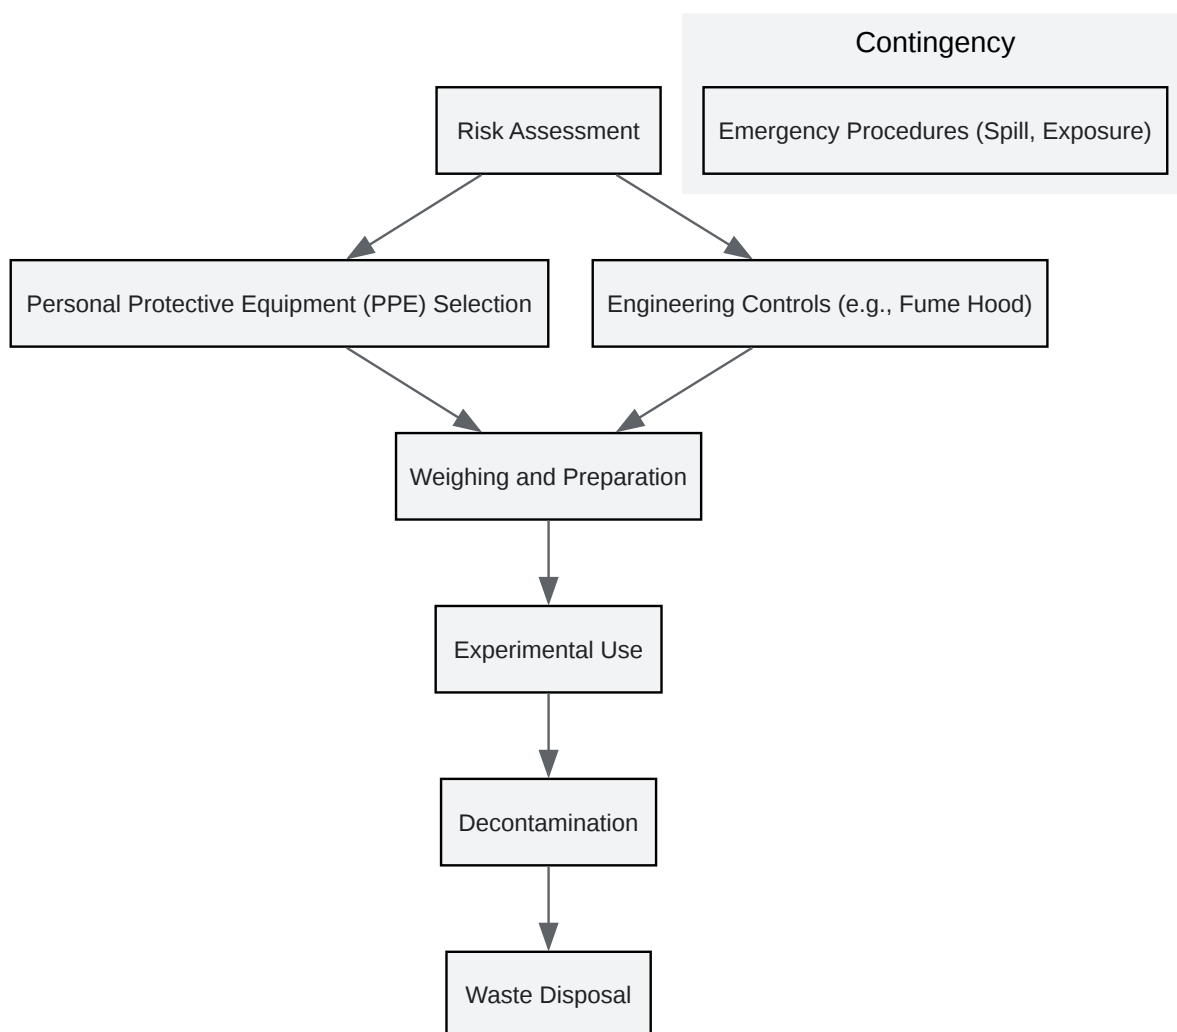 Contingency
Risk Assessment
Emergency Procedures (Spill, Exposure)
Personal Protective Equipment (PPE) Selection
Engineering Controls (e.g., Fume Hood)
Weighing and Preparation
Experimental Use
Decontamination
Waste Disposal